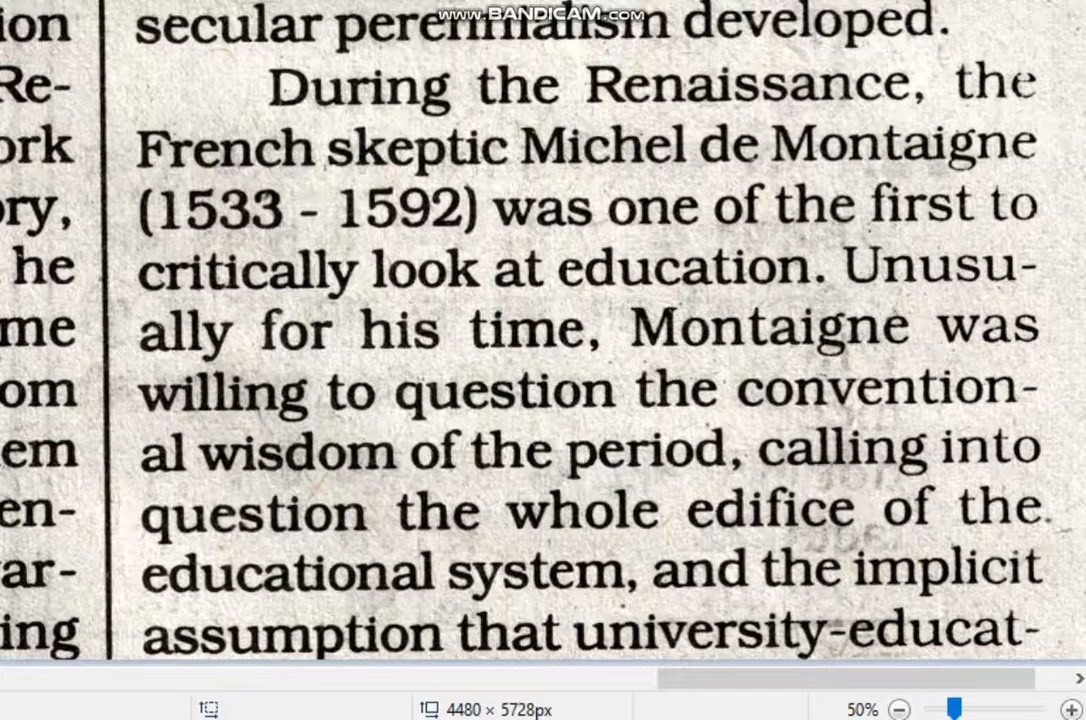 www.BANDICAM.com
ion
Re-
ork
ory,
he
me
om
em
en-
ar-
ing
secular perennialism developed.
During the Renaissance, the
French skeptic Michel de Montaigne
(1533 - 1592) was one of the first to
critically look at education. Unusu-
ally for his time, Montaigne was
willing to question the convention-
al wisdom of the period, calling into
question the whole edifice of the
educational system, and the implicit
assumption that university-educat-
4480 × 5728px
50%